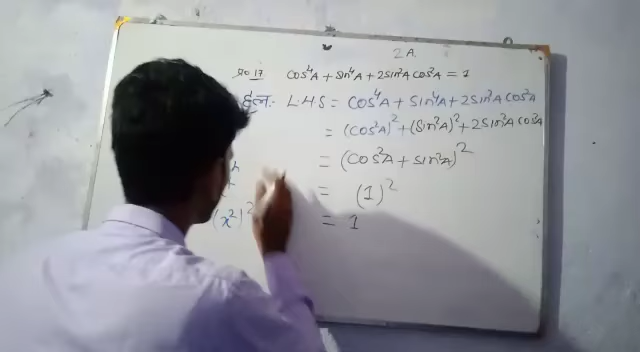 2A
प्र० 17 cos⁴A + sin⁴A + 2sin²A cos²A = 1
हल:- L.H.S = cos⁴A + sin⁴A + 2sin²A cos²A
= (cos²A)² + (sin²A)² + 2sin²A cos²A
= (cos²A + sin²A)²
= (1)²
(x²)² = 1